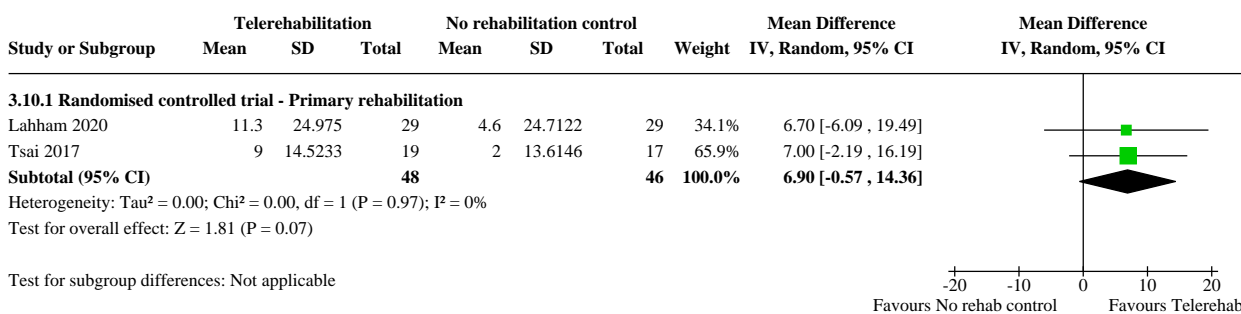 Telerehabilitation No rehabilitation control Mean Difference Mean Difference
Study or Subgroup Mean SD Total Mean SD Total Weight IV, Random, 95% CI IV, Random, 95% CI
3.10.1 Randomised controlled trial - Primary rehabilitation
Lahham 2020 11.3 24.975 29 4.6 24.7122 29 34.1% 6.70 [-6.09 , 19.49]
Tsai 2017 9 14.5233 19 2 13.6146 17 65.9% 7.00 [-2.19 , 16.19]
Subtotal (95% CI) 48 46 100.0% 6.90 [-0.57 , 14.36]
Heterogeneity: Tau² = 0.00; Chi² = 0.00, df = 1 (P = 0.97); I² = 0%
Test for overall effect: Z = 1.81 (P = 0.07)
Test for subgroup differences: Not applicable
-20 -10 0 10 20
Favours No rehab control Favours Telerehab